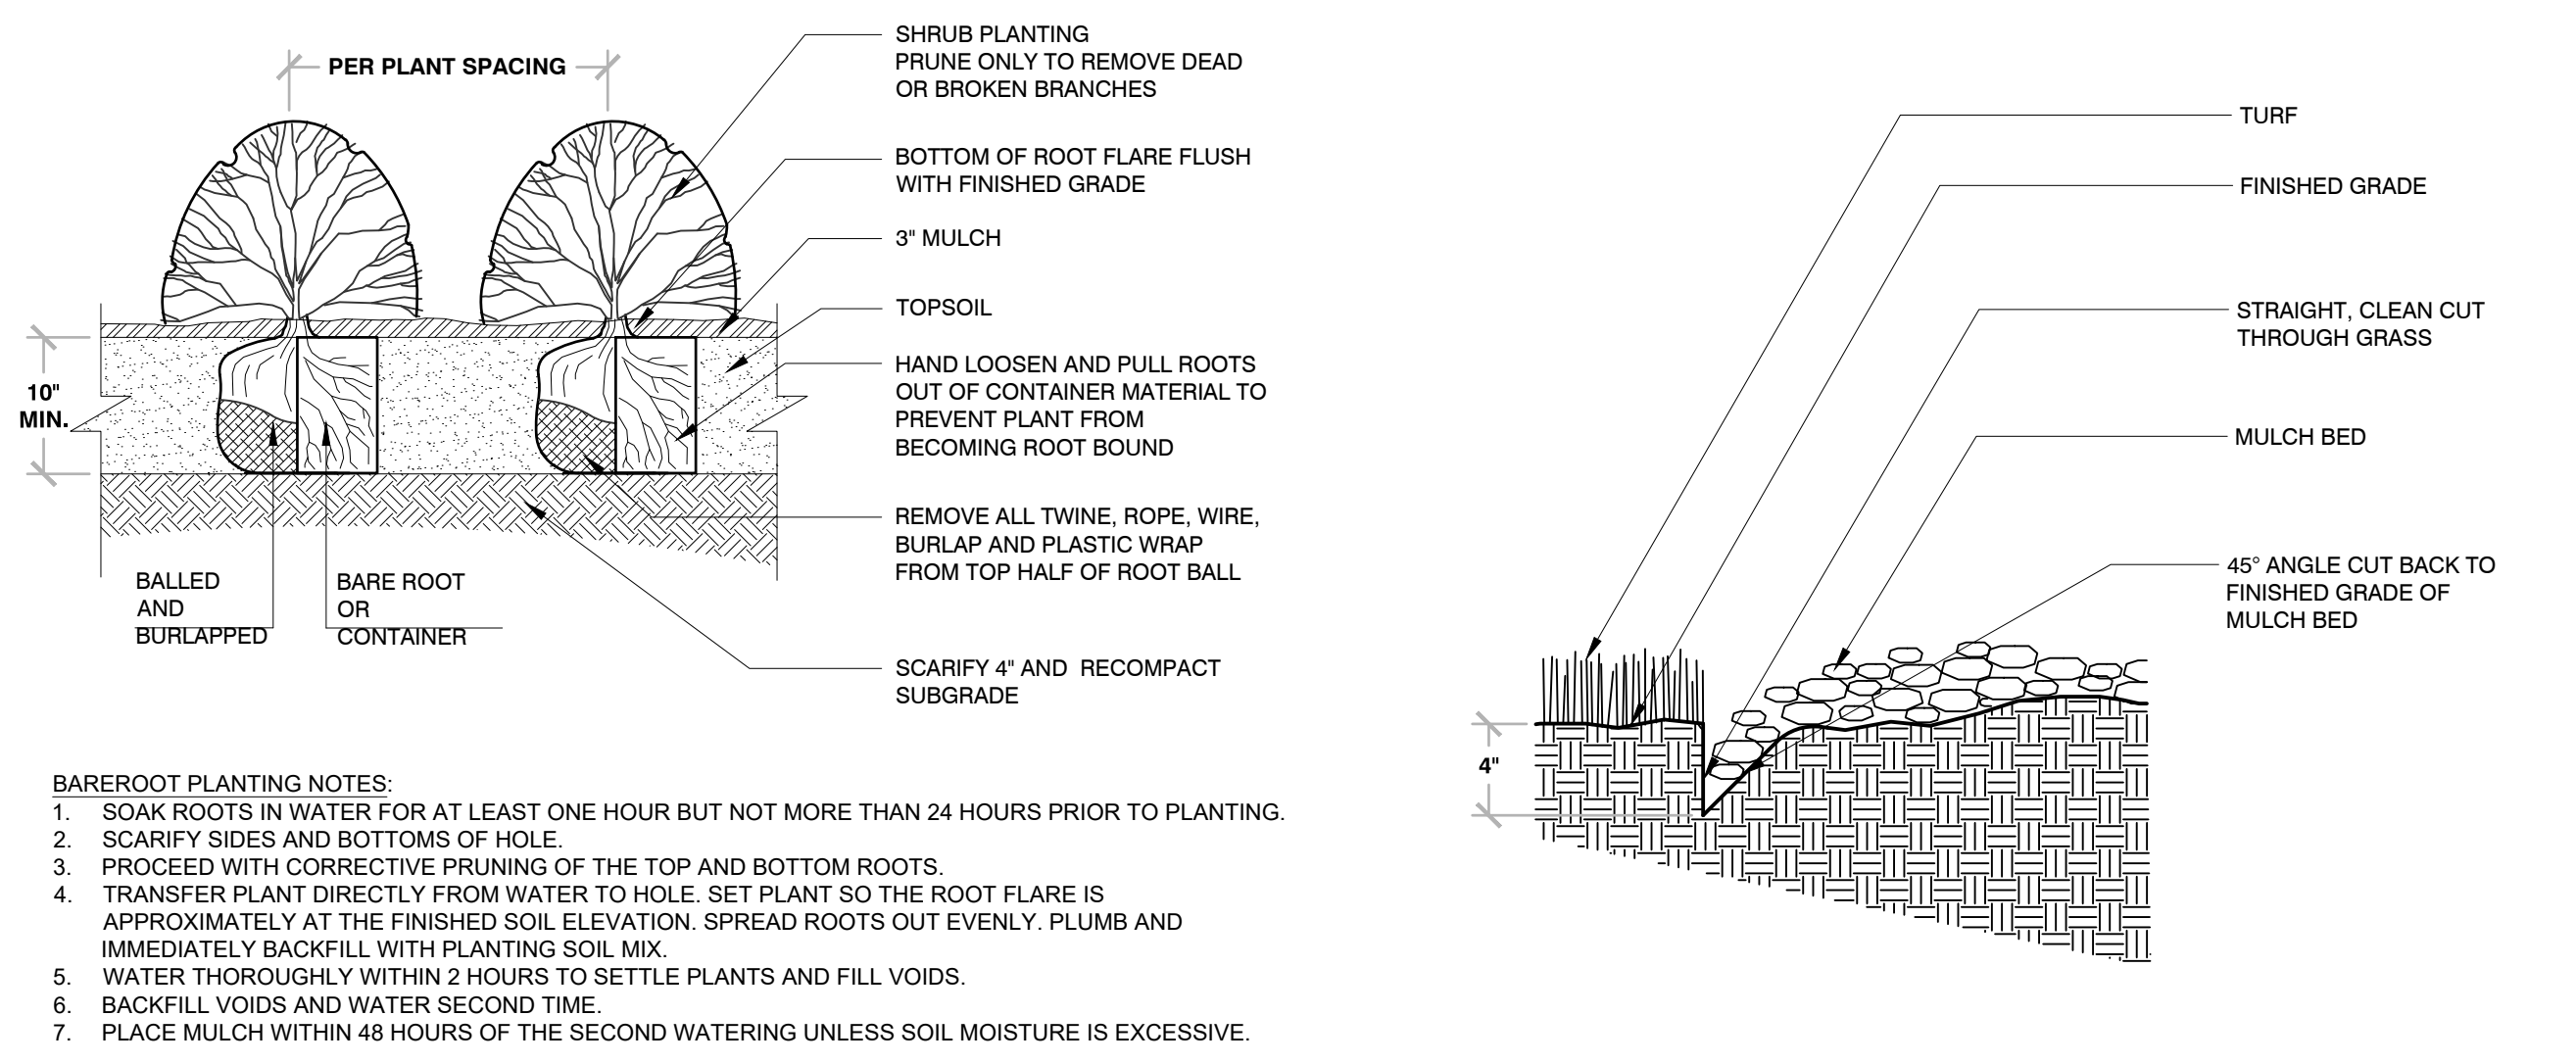 PER PLANT SPACING
SHRUB PLANTING
PRUNE ONLY TO REMOVE DEAD
OR BROKEN BRANCHES
BOTTOM OF ROOT FLARE FLUSH
WITH FINISHED GRADE
3" MULCH
TOPSOIL
HAND LOOSEN AND PULL ROOTS
OUT OF CONTAINER MATERIAL TO
PREVENT PLANT FROM
BECOMING ROOT BOUND
REMOVE ALL TWINE, ROPE, WIRE,
BURLAP AND PLASTIC WRAP
FROM TOP HALF OF ROOT BALL
SCARIFY 4" AND RECOMPACT
SUBGRADE
10"
MIN.
BALLED
AND
BURLAPPED
BARE ROOT
OR
CONTAINER
BAREROOT PLANTING NOTES:
1. SOAK ROOTS IN WATER FOR AT LEAST ONE HOUR BUT NOT MORE THAN 24 HOURS PRIOR TO PLANTING.
2. SCARIFY SIDES AND BOTTOMS OF HOLE.
3. PROCEED WITH CORRECTIVE PRUNING OF THE TOP AND BOTTOM ROOTS.
4. TRANSFER PLANT DIRECTLY FROM WATER TO HOLE. SET PLANT SO THE ROOT FLARE IS
APPROXIMATELY AT THE FINISHED SOIL ELEVATION. SPREAD ROOTS OUT EVENLY. PLUMB AND
IMMEDIATELY BACKFILL WITH PLANTING SOIL MIX.
5. WATER THOROUGHLY WITHIN 2 HOURS TO SETTLE PLANTS AND FILL VOIDS.
6. BACKFILL VOIDS AND WATER SECOND TIME.
7. PLACE MULCH WITHIN 48 HOURS OF THE SECOND WATERING UNLESS SOIL MOISTURE IS EXCESSIVE.
TURF
FINISHED GRADE
STRAIGHT, CLEAN CUT
THROUGH GRASS
MULCH BED
45° ANGLE CUT BACK TO
FINISHED GRADE OF
MULCH BED
4"